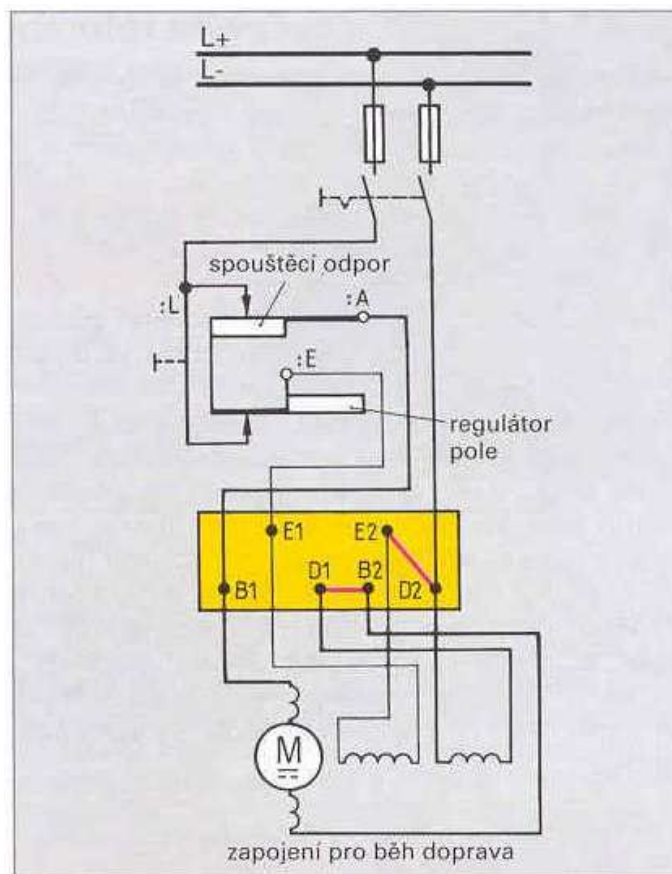 L+
L-
spouštěcí odpor
:L
:A
:E
regulátor
pole
E1
E2
B1
D1
B2
D2
M
zapojení pro běh doprava